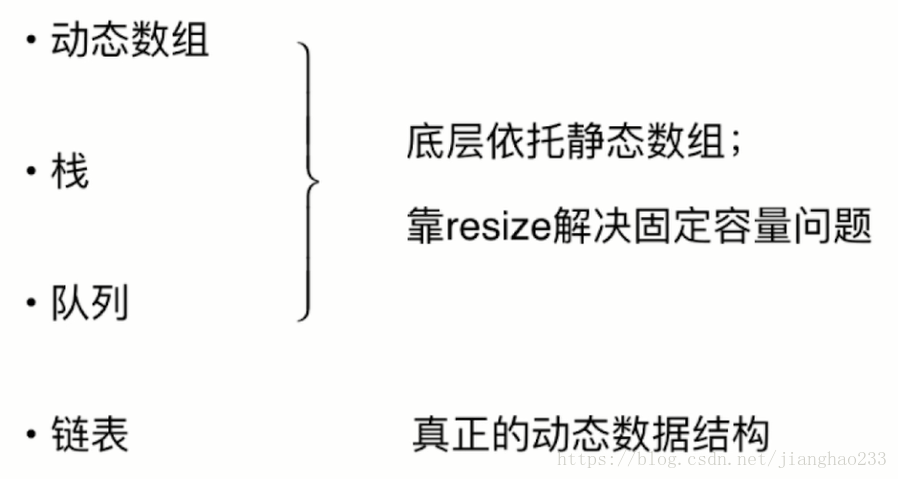 • 动态数组
• 栈
• 队列
底层依托静态数组；
靠resize解决固定容量问题
• 链表 真正的动态数据结构
https://blog.csdn.net/jianghao233